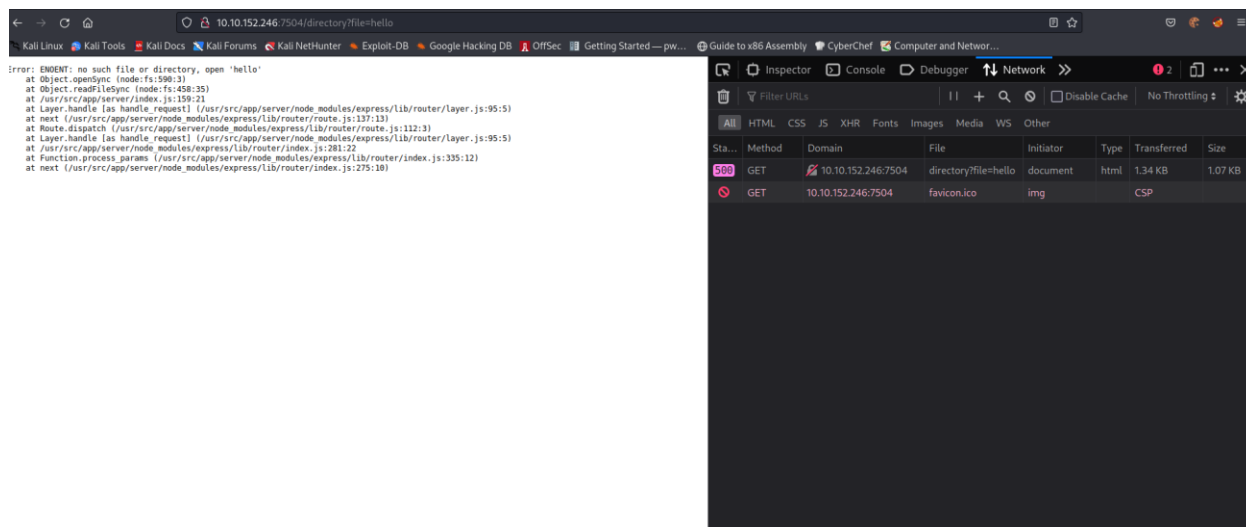 10.10.152.246:7504/directory?file=hello
Kali Linux Kali Tools Kali Docs Kali Forums Kali NetHunter Exploit-DB Google Hacking DB OffSec Getting Started — pw... Guide to x86 Assembly CyberChef Computer and Networ...
Error: ENOENT: no such file or directory, open 'hello'
at Object.openSync (node:fs:590:3)
at Object.readFileSync (node:fs:458:35)
at /usr/src/app/server/index.js:159:21
at Layer.handle [as handle_request] (/usr/src/app/server/node_modules/express/lib/router/layer.js:95:5)
at next (/usr/src/app/server/node_modules/express/lib/router/route.js:137:13)
at Route.dispatch (/usr/src/app/server/node_modules/express/lib/router/route.js:112:3)
at Layer.handle [as handle_request] (/usr/src/app/server/node_modules/express/lib/router/layer.js:95:5)
at /usr/src/app/server/node_modules/express/lib/router/index.js:281:22
at Function.process_params (/usr/src/app/server/node_modules/express/lib/router/index.js:335:12)
at next (/usr/src/app/server/node_modules/express/lib/router/index.js:275:10)
Inspector Console Debugger Network 2
Filter URLs Disable Cache No Throttling
All HTML CSS JS XHR Fonts Images Media WS Other
Sta... Method Domain File Initiator Type Transferred Size
500 GET 10.10.152.246:7504 directory?file=hello document html 1.34 KB 1.07 KB
GET 10.10.152.246:7504 favicon.ico img CSP